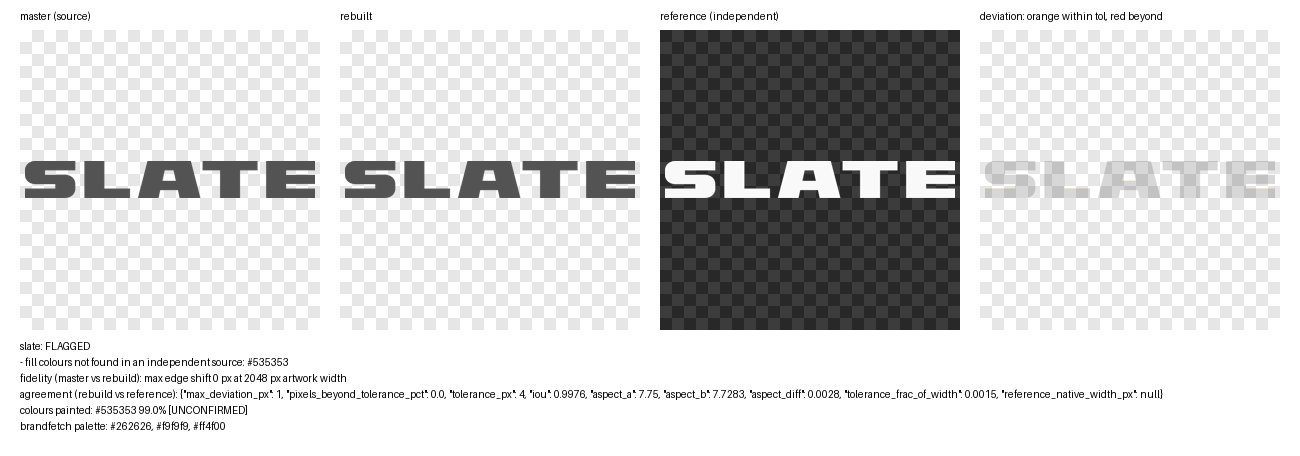 master (source)
rebuilt
reference (independent)
deviation: orange within tol, red beyond
SLATE
SLATE
SLATE
SLATE
slate: FLAGGED
- fill colours not found in an independent source: #535353
fidelity (master vs rebuild): max edge shift 0 px at 2048 px artwork width
agreement (rebuild vs reference): {"max_deviation_px": 1, "pixels_beyond_tolerance_pct": 0.0, "tolerance_px": 4, "iou": 0.9976, "aspect_a": 7.75, "aspect_b": 7.7283, "aspect_diff": 0.0028, "tolerance_frac_of_width": 0.0015, "reference_native_width_px": null}
colours painted: #535353 99.0% [UNCONFIRMED]
brandfetch palette: #262626, #f9f9f9, #ff4f00